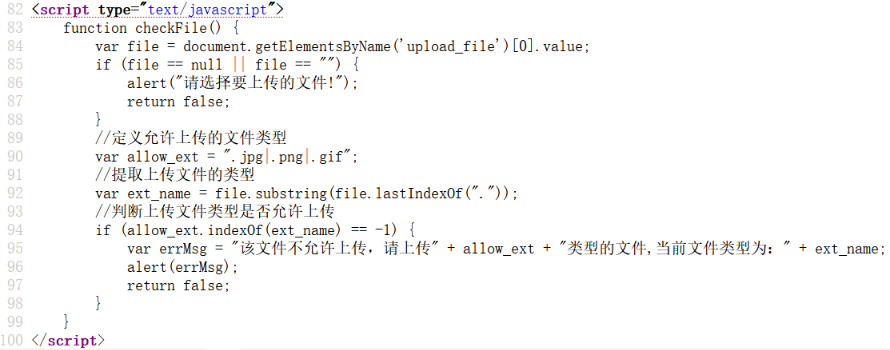 82 <script type="text/javascript">
83     function checkFile() {
84         var file = document.getElementsByName('upload_file')[0].value;
85         if (file == null || file == "") {
86             alert("请选择要上传的文件!");
87             return false;
88         }
89         //定义允许上传的文件类型
90         var allow_ext = ".jpg|.png|.gif";
91         //提取上传文件的类型
92         var ext_name = file.substring(file.lastIndexOf("."));
93         //判断上传文件类型是否允许上传
94         if (allow_ext.indexOf(ext_name) == -1) {
95             var errMsg = "该文件不允许上传，请上传" + allow_ext + "类型的文件,当前文件类型为：" + ext_name;
96             alert(errMsg);
97             return false;
98         }
99     }
100 </script>